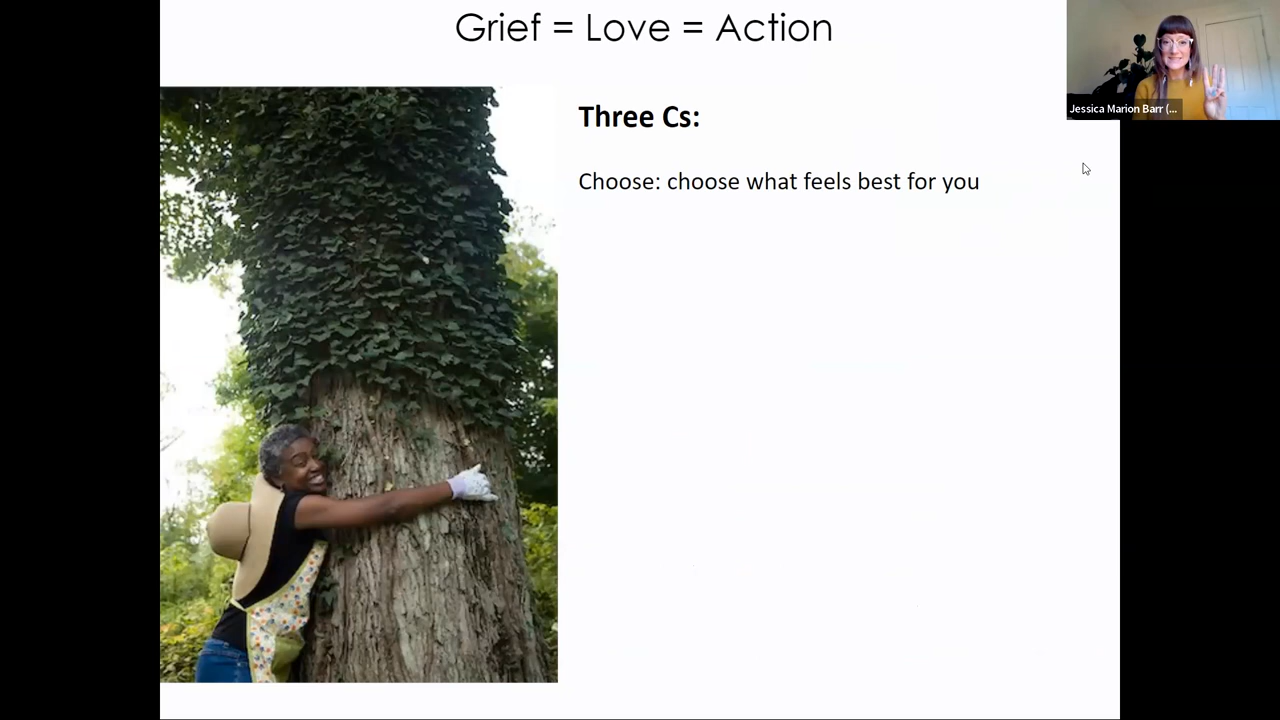 Grief = Love = Action
Jessica Marion Barr (...
Three Cs:
Choose: choose what feels best for you